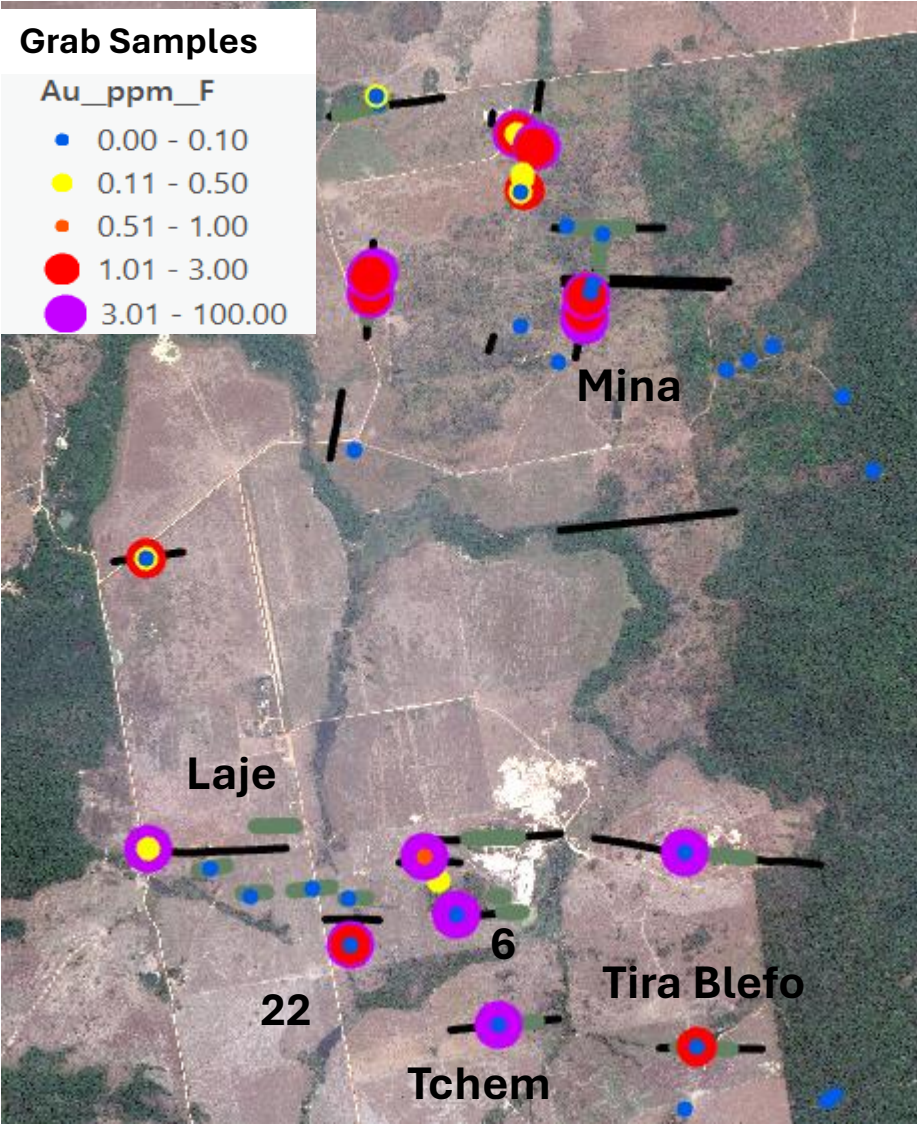 Grab Samples
Au__ppm__F
0.00 - 0.10
0.11 - 0.50
0.51 - 1.00
1.01 - 3.00
3.01 - 100.00
Mina
Laje
6
Tira Blefo
22
Tchem